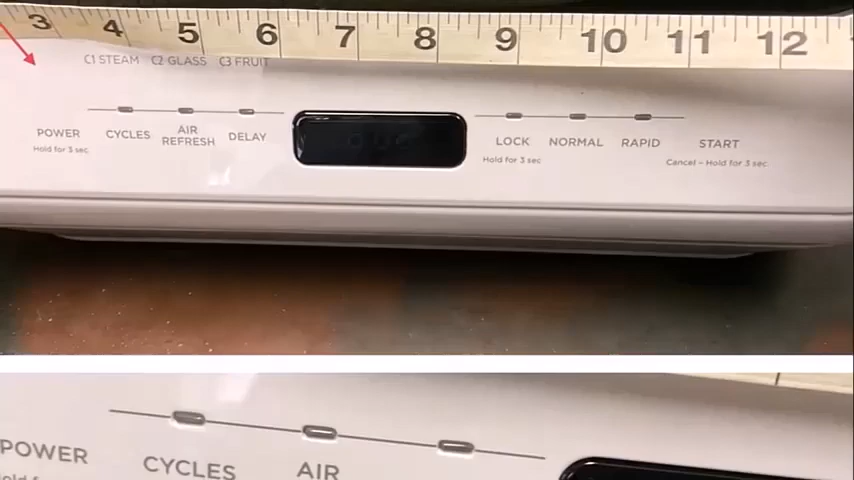 3 4 5 6 7 8 9 10 11 12
C1 STEAM C2 GLASS C3 FRUIT
POWER
Hold for 3 sec
CYCLES
AIR
REFRESH
DELAY
LOCK
Hold for 3 sec
NORMAL
RAPID
START
Cancel - Hold for 3 sec
POWER
CYCLES
AIR